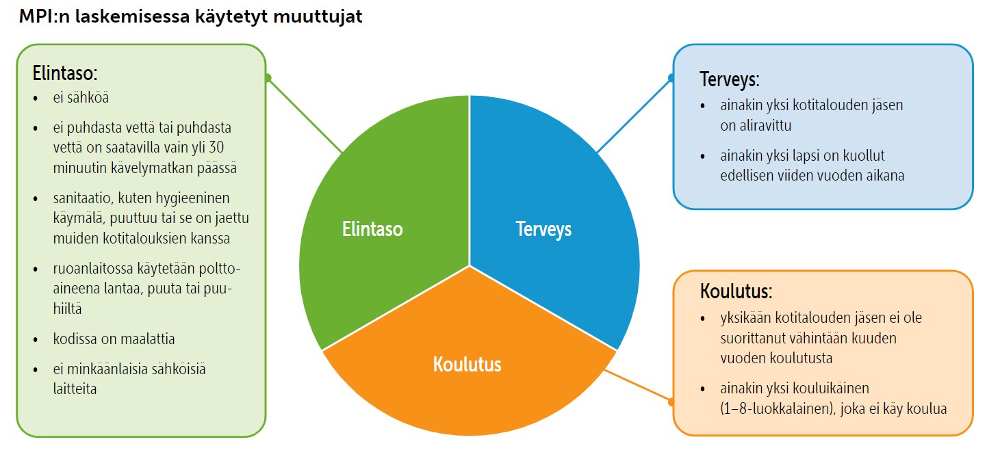 MPI:n laskemisessa käytetyt muuttujat
Elintaso:
• ei sähköä
• ei puhdasta vettä tai puhdasta
vettä on saatavilla vain yli 30
minuutin kävelymatkan päässä
• sanitaatio, kuten hygieeninen
käymälä, puuttuu tai se on jaettu
muiden kotitalouksien kanssa
• ruoanlaitossa käytetään poltto-
aineena lantaa, puuta tai puu-
hiiltä
• kodissa on maalattia
• ei minkäänlaisia sähköisiä
laitteita
Elintaso
Terveys
Koulutus
Terveys:
• ainakin yksi kotitalouden jäsen
on aliravittu
• ainakin yksi lapsi on kuollut
edellisen viiden vuoden aikana
Koulutus:
• yksikään kotitalouden jäsen ei ole
suorittanut vähintään kuuden
vuoden koulutusta
• ainakin yksi kouluikäinen
(1–8-luokkalainen), joka ei käy koulua